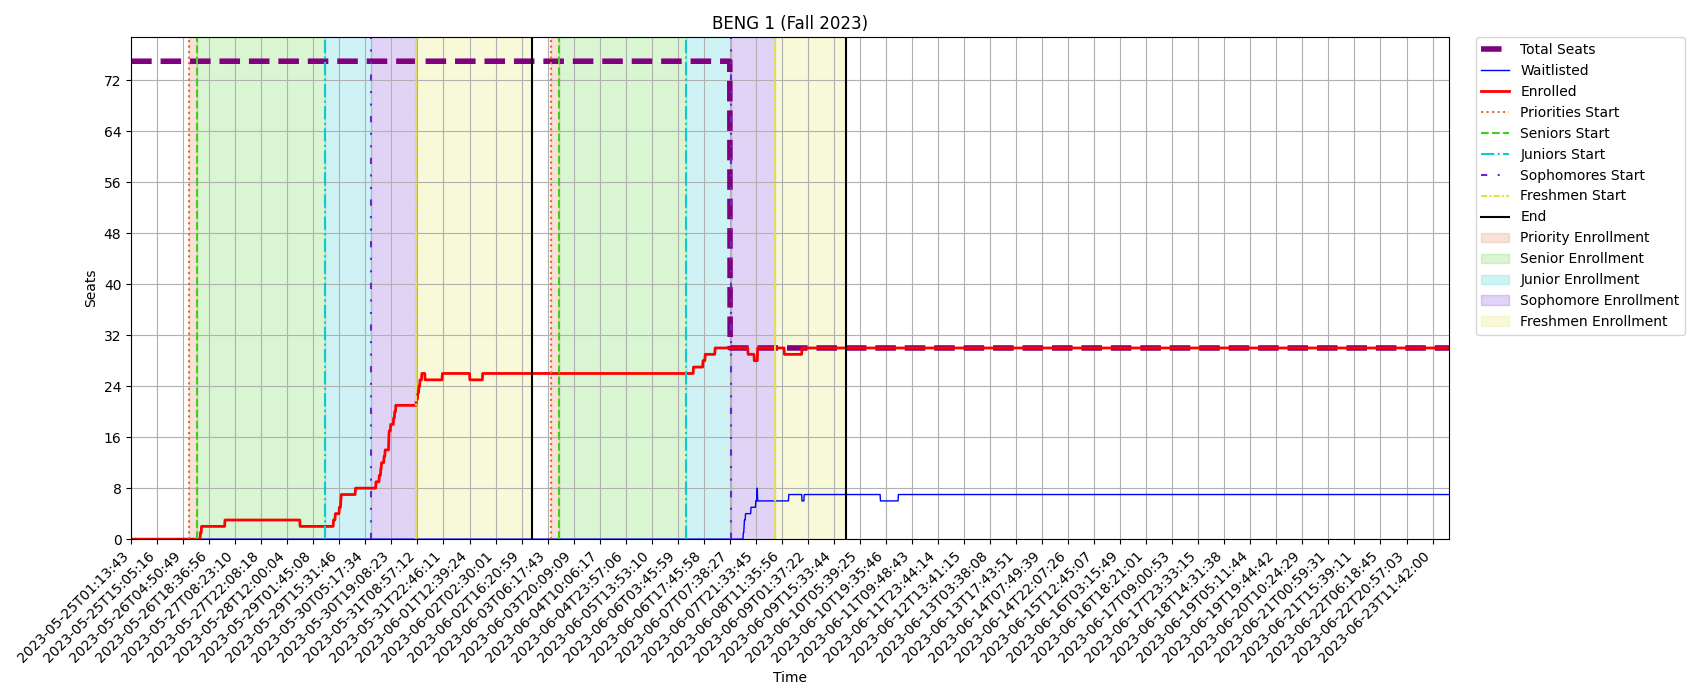 BENG 1 (Fall 2023)
Total Seats
Waitlisted
Enrolled
Priorities Start
Seniors Start
Juniors Start
Sophomores Start
Freshmen Start
End
Priority Enrollment
Senior Enrollment
Junior Enrollment
Sophomore Enrollment
Freshmen Enrollment
Seats
72
64
56
48
40
32
24
16
8
0
2023-05-25T01:13:43
2023-05-25T15:05:16
2023-05-26T04:50:49
2023-05-26T18:36:56
2023-05-27T08:23:10
2023-05-27T22:08:18
2023-05-28T12:00:04
2023-05-29T01:45:08
2023-05-29T15:31:46
2023-05-30T05:17:34
2023-05-30T19:08:23
2023-05-31T08:57:12
2023-05-31T22:46:11
2023-06-01T12:39:24
2023-06-02T02:30:01
2023-06-02T16:20:59
2023-06-03T06:17:43
2023-06-03T20:09:09
2023-06-04T10:06:17
2023-06-04T23:57:06
2023-06-05T13:53:10
2023-06-06T03:45:59
2023-06-06T17:45:58
2023-06-07T07:38:27
2023-06-07T21:33:45
2023-06-08T11:35:56
2023-06-09T01:37:22
2023-06-09T15:33:44
2023-06-10T05:39:25
2023-06-10T19:35:46
2023-06-11T09:48:43
2023-06-11T23:44:14
2023-06-12T13:41:15
2023-06-13T03:38:08
2023-06-13T17:43:51
2023-06-14T07:49:39
2023-06-14T22:07:26
2023-06-15T12:45:07
2023-06-16T03:15:49
2023-06-16T18:21:01
2023-06-17T09:00:53
2023-06-17T23:33:15
2023-06-18T14:31:38
2023-06-19T05:11:44
2023-06-19T19:44:42
2023-06-20T10:24:29
2023-06-21T00:59:31
2023-06-21T15:39:11
2023-06-22T06:18:45
2023-06-22T20:57:03
2023-06-23T11:42:00
Time